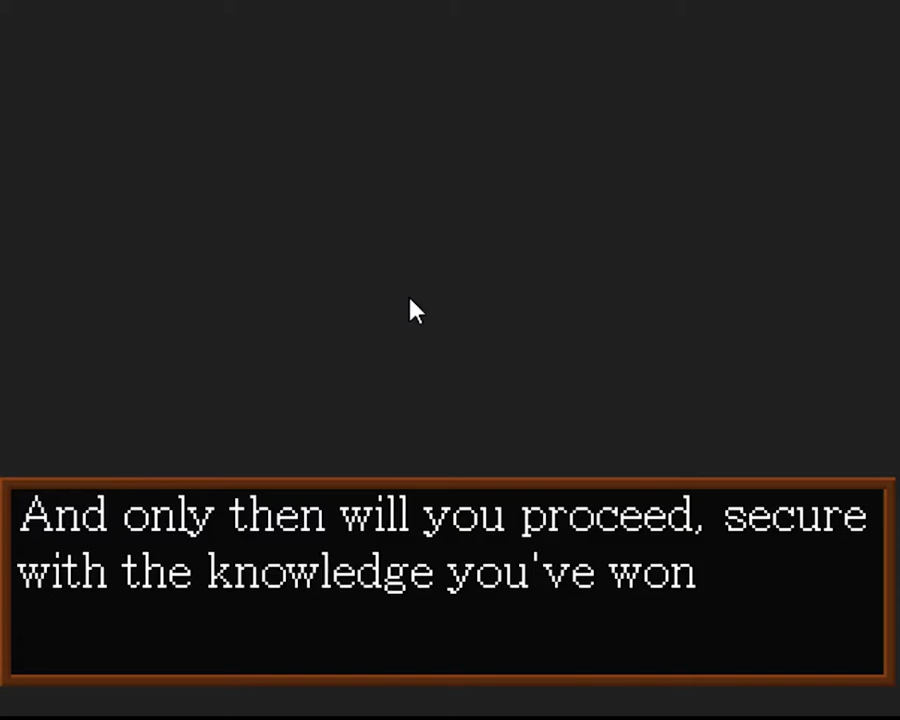 And only then will you proceed, secure
with the knowledge you've won